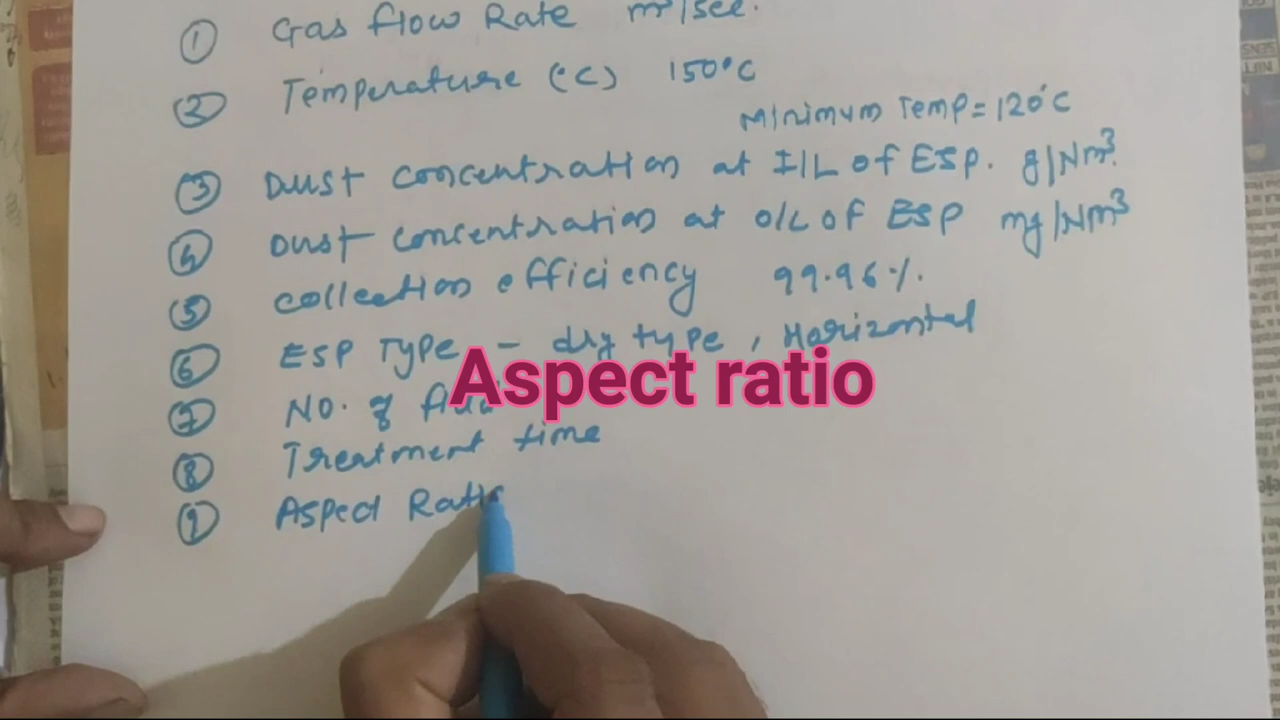 ① Gas flow Rate m³/sec.
② Temperature (°C) 150°C
Minimum Temp = 120°C
③ Dust concentration at I/L of ESP. g/Nm³.
④ Dust concentration at O/L OF ESP mg/Nm³
⑤ collection efficiency 99.96%.
⑥ ESP Type - dry type, Horizontal
Aspect ratio
⑦ No. of
⑧ Treatment time
⑨ Aspect Ratio